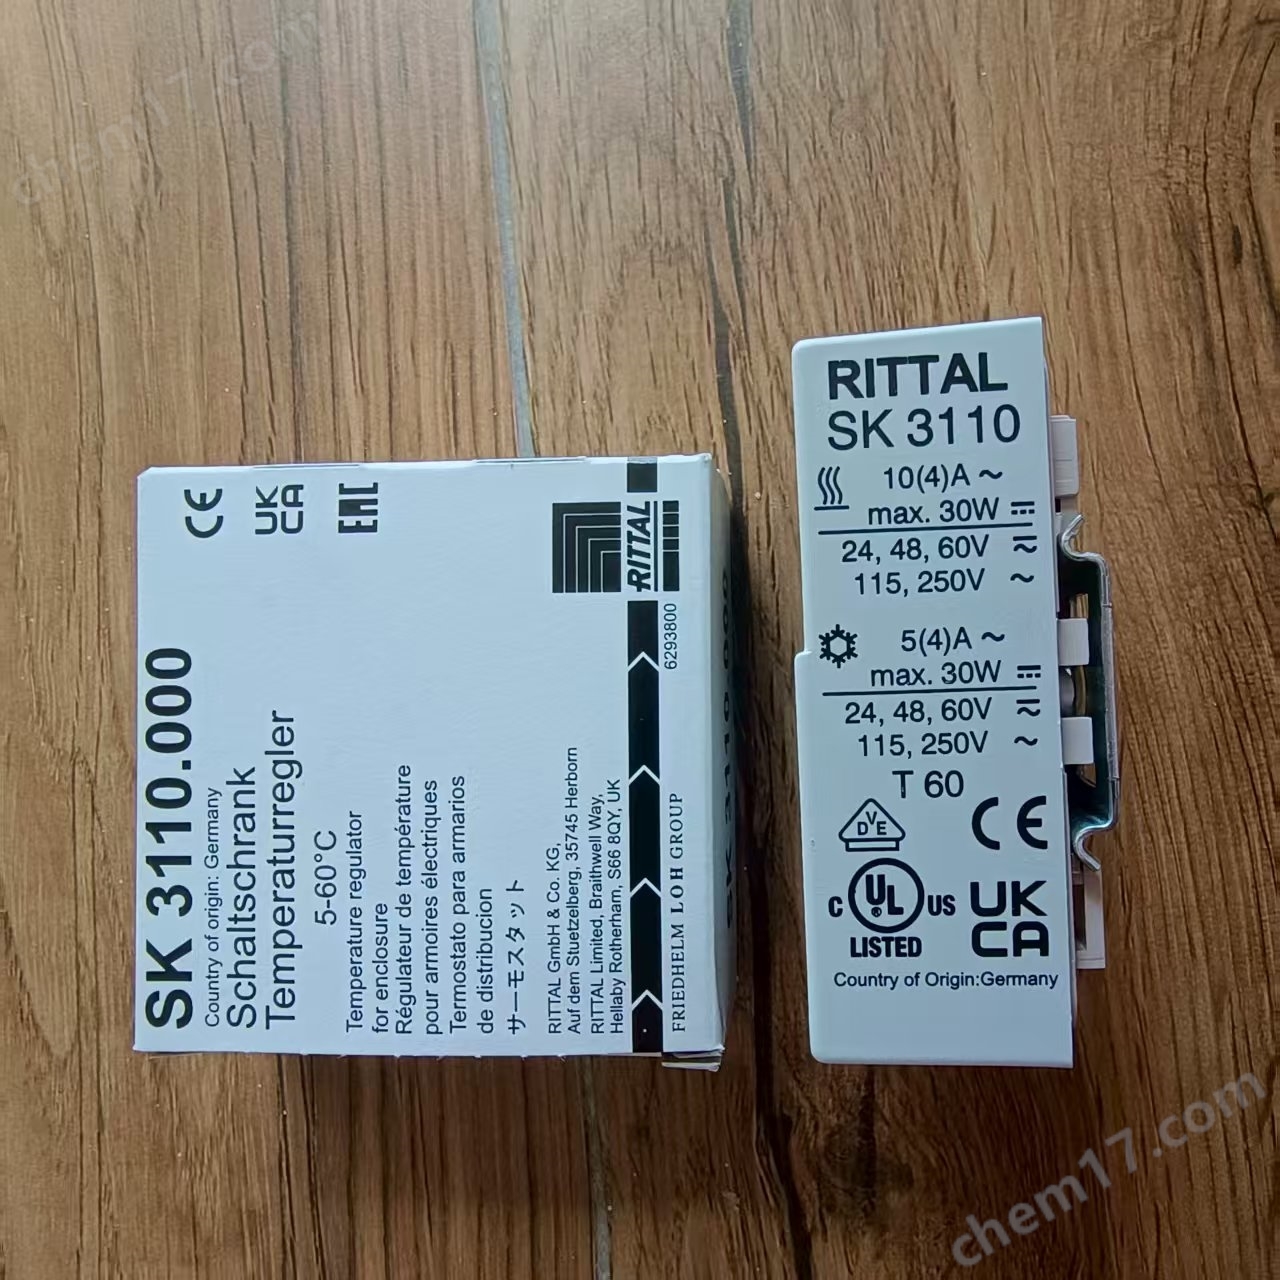 SK 3110.000
Country of origin: Germany
Schaltschrank
Temperaturregler
5-60°C
Temperature regulator
for enclosure
Régulateur de température
pour armoires électriques
Termostato para armarios
de distribucion
サーモスタット
RITTAL GmbH & Co. KG,
Auf dem Stuetzelberg, 35745 Herborn
RITTAL Limited, Braithwell Way,
Hellaby Rotherham, S66 8QY, UK
CE
UK
CA
EAC
RITTAL
6293800
FRIEDHELM LOH GROUP
RITTAL
SK 3110
10(4)A ~
max. 30W ⎓
24, 48, 60V ≂
115, 250V ~
5(4)A ~
max. 30W ⎓
24, 48, 60V ≂
115, 250V ~
T 60
DVE
CE
C UL US
LISTED
UK
CA
Country of Origin:Germany
chem17.com
chem17.com